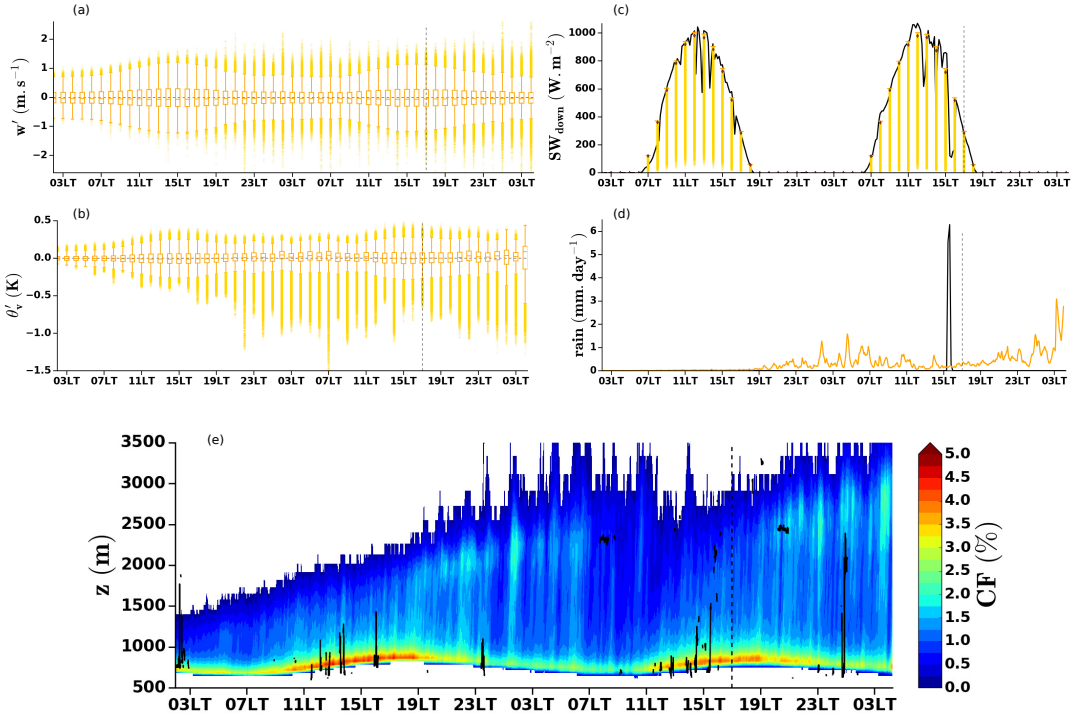 (a)
w′ (m. s⁻¹)
2
1
0
−1
−2
03LT 07LT 11LT 15LT 19LT 23LT 03LT 07LT 11LT 15LT 19LT 23LT 03LT
(c)
SWdown (W. m⁻²)
1000
800
600
400
200
0
03LT 07LT 11LT 15LT 19LT 23LT 03LT 07LT 11LT 15LT 19LT 23LT 03LT
(b)
θ′v (K)
0.5
0.0
−0.5
−1.0
−1.5
03LT 07LT 11LT 15LT 19LT 23LT 03LT 07LT 11LT 15LT 19LT 23LT 03LT
(d)
rain (mm. day⁻¹)
6
5
4
3
2
1
0
03LT 07LT 11LT 15LT 19LT 23LT 03LT 07LT 11LT 15LT 19LT 23LT 03LT
(e)
z (m)
3500
3000
2500
2000
1500
1000
500
03LT 07LT 11LT 15LT 19LT 23LT 03LT 07LT 11LT 15LT 19LT 23LT 03LT
5.0
4.5
4.0
3.5
3.0
2.5
2.0
1.5
1.0
0.5
0.0
CF (%)